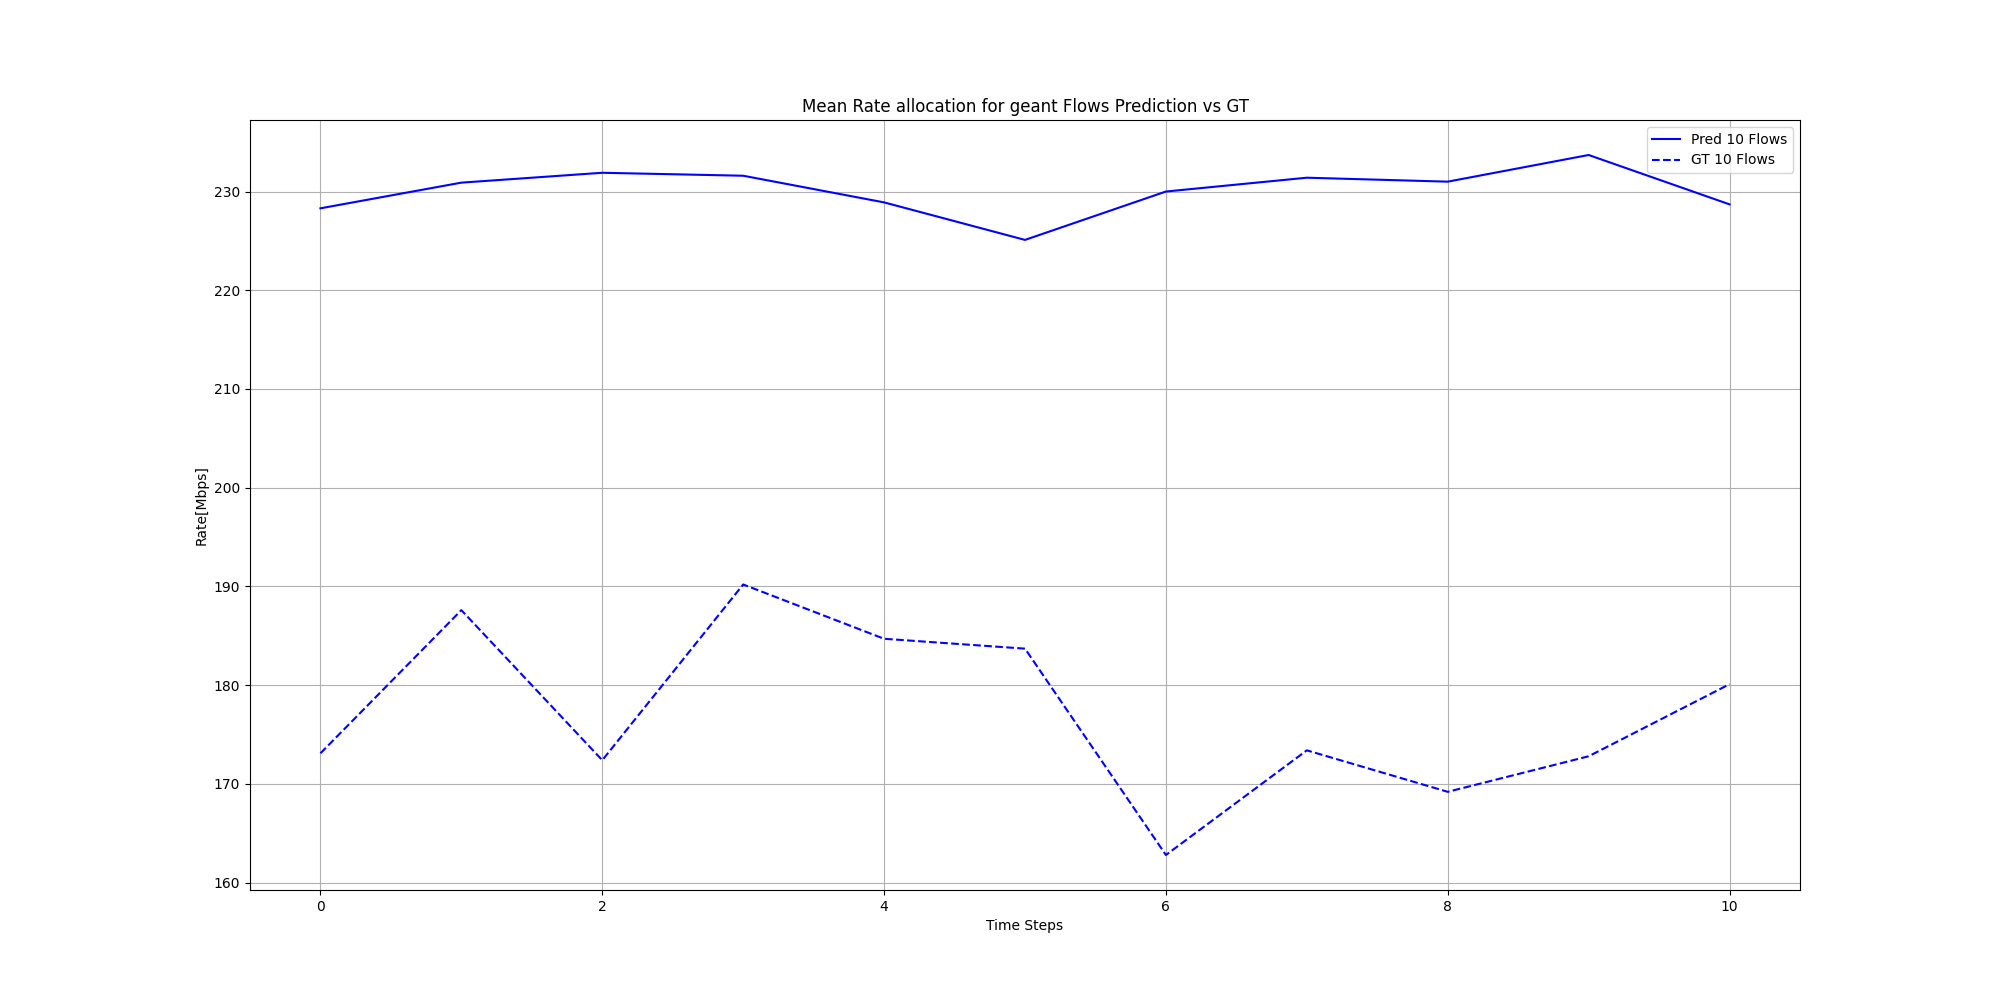 Mean Rate allocation for geant Flows Prediction vs GT
Pred 10 Flows
GT 10 Flows
230
220
210
200
190
180
170
160
Rate[Mbps]
0 2 4 6 8 10
Time Steps